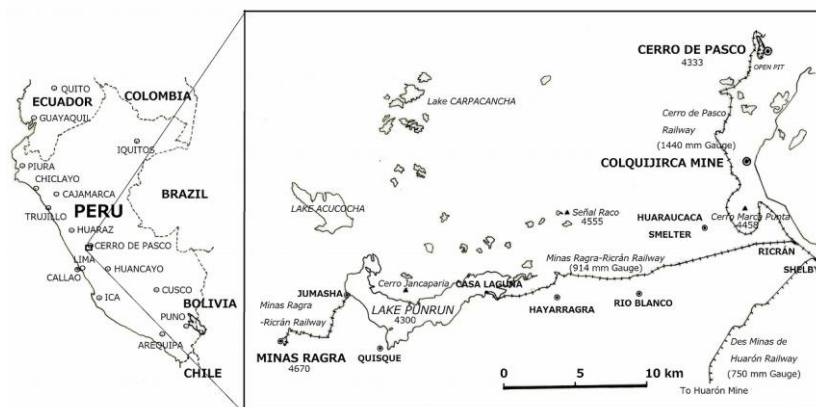 QUITO
ECUADOR
COLOMBIA
GUAYAQUIL
IQUITOS
PIURA
CHICLAYO
CAJAMARCA
BRAZIL
TRUJILLO
PERU
HUARAZ
CERRO DE PASCO
LIMA
CALLAO
HUANCAYO
ICA
CUSCO
BOLIVIA
PUNO
AREQUIPA
CHILE
CERRO DE PASCO
4333
OPEN PIT
Lake CARPACANCHA
Cerro de Pasco
Railway
(1440 mm Gauge)
COLQUIJIRCA MINE
LAKE ACUCOCHA
Señal Raco
4555
HUARAUCACA
SMELTER
Cerro Marca Punta
4458
Minas Ragra-Ricrán Railway
(914 mm Gauge)
RICRÁN
SHELBY
Cerro Jancaparia
CASA LAGUNA
JUMASHA
LAKE PUNRUN
4300
HAYARRAGRA
RIO BLANCO
Minas Ragra
-Ricrán Railway
MINAS RAGRA
4670
QUISQUE
Des Minas de
Huarón Railway
(750 mm Gauge)
To Huarón Mine
0 5 10 km